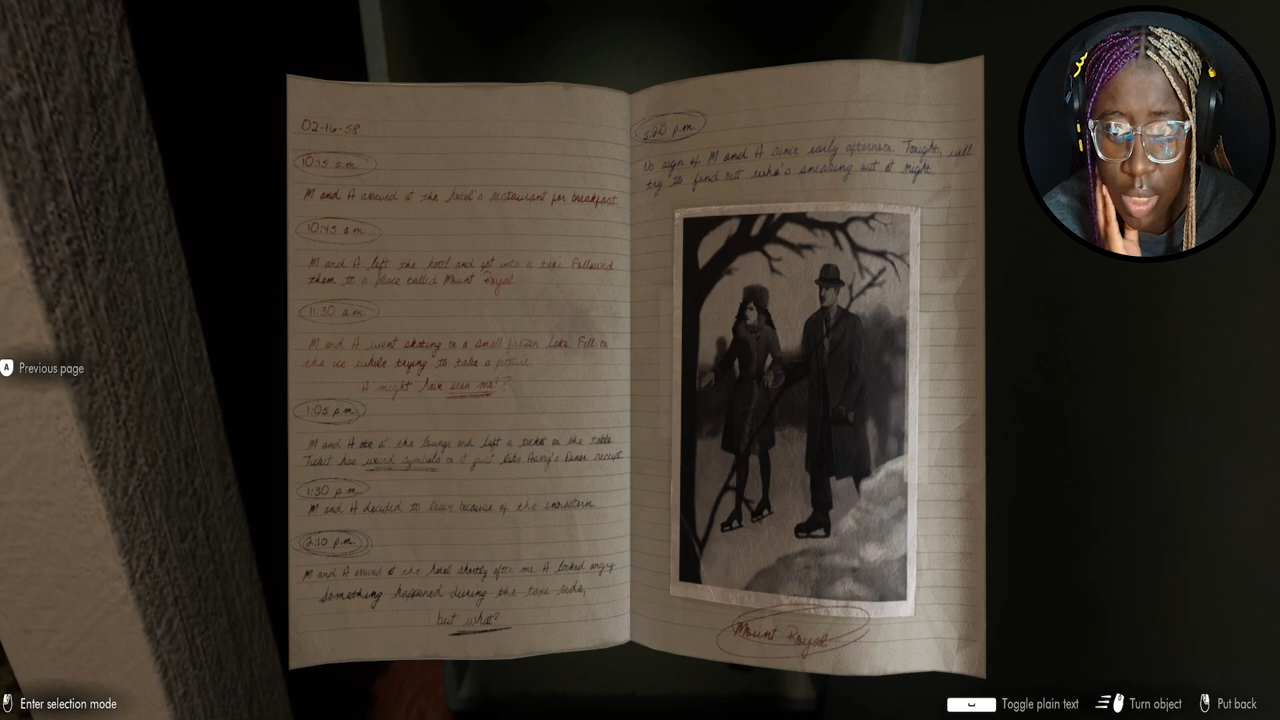 02-16-58
10:15 a.m.
M and A arrived at the hotel's restaurant for breakfast.
10:45 a.m.
M and A left the hotel and got into a taxi. Followed
them to a place called Mount Royal.
11:30 a.m.
M and A went skating on a small frozen lake. Fell on
the ice while trying to take a picture.
A might have seen me??
1:05 p.m.
M and A ate at the lounge and left a ticket on the table.
Ticket has weird symbols on it just like Harry's Diner receipt.
1:30 p.m.
M and A decided to leave because of the snowstorm.
2:10 p.m.
M and A arrived at the hotel shortly after me. A looked angry.
Something happened during the taxi ride,
but what?
5:20 p.m.
No sign of M and A since early afternoon. Tonight, will
try to find out who's sneaking out at night.
Mount Royal
A Previous page
Enter selection mode
Toggle plain text
Turn object
Put back